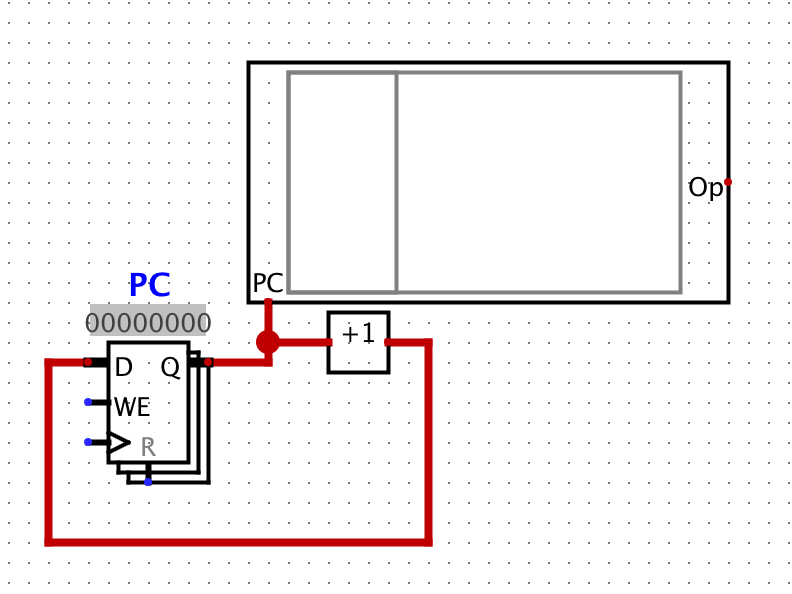 Op
PC
PC
00000000
+1
D Q
WE
R